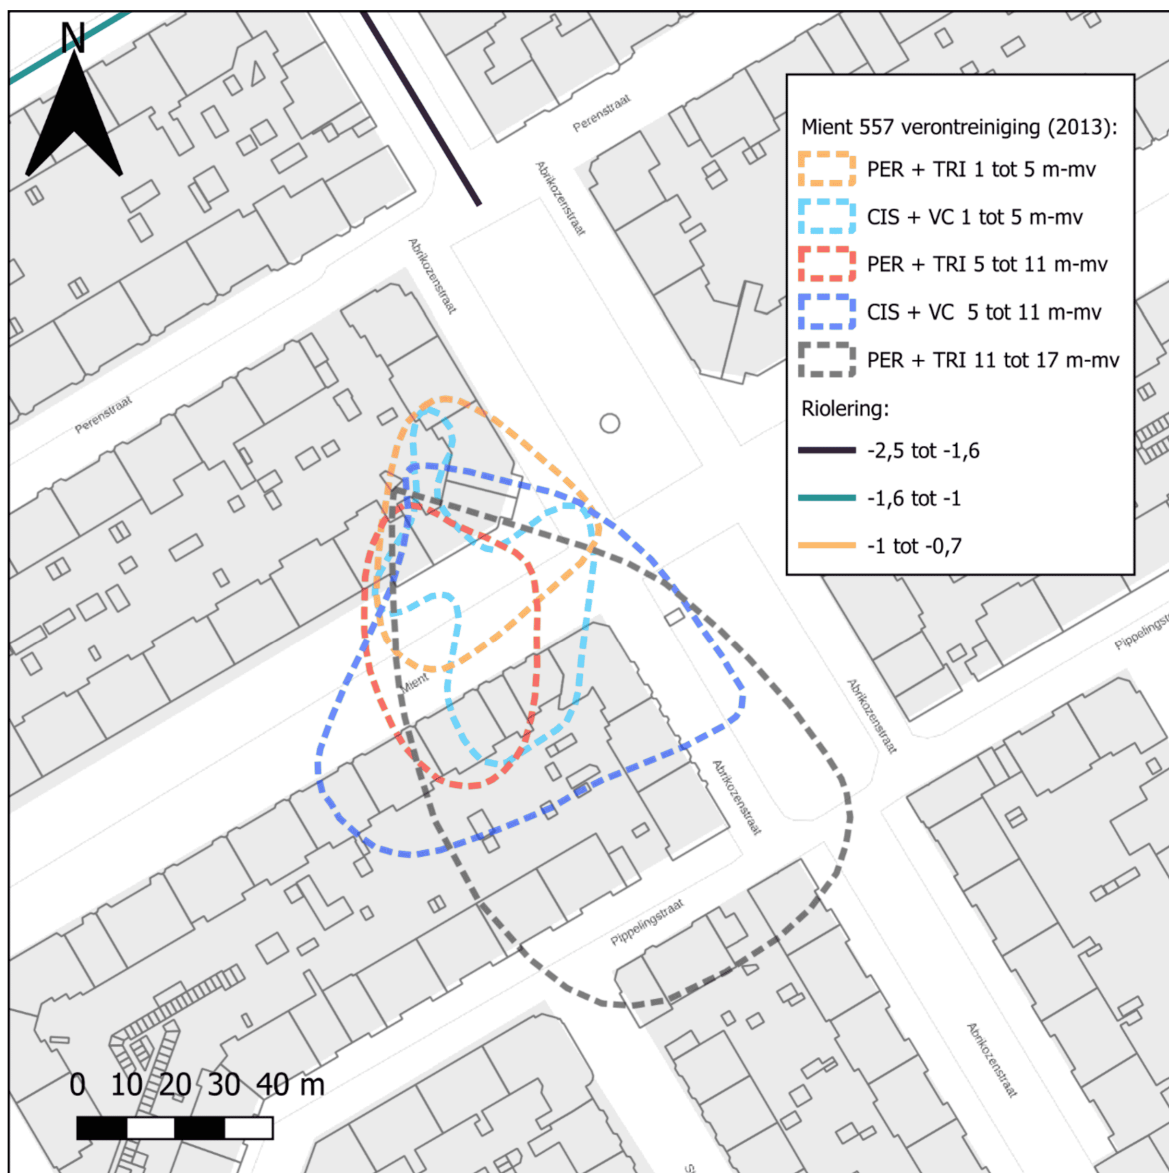 N
Perenstraat
Abrikozenstraat
Abrikozenstraat
Perenstraat
Mient 557 verontreiniging (2013):
PER + TRI 1 tot 5 m-mv
CIS + VC 1 tot 5 m-mv
PER + TRI 5 tot 11 m-mv
CIS + VC 5 tot 11 m-mv
PER + TRI 11 tot 17 m-mv
Riolering:
-2,5 tot -1,6
-1,6 tot -1
-1 tot -0,7
Mient
Abrikozenstraat
Abrikozenstraat
Pippelingstraat
Abrikozenstraat
0 10 20 30 40 m